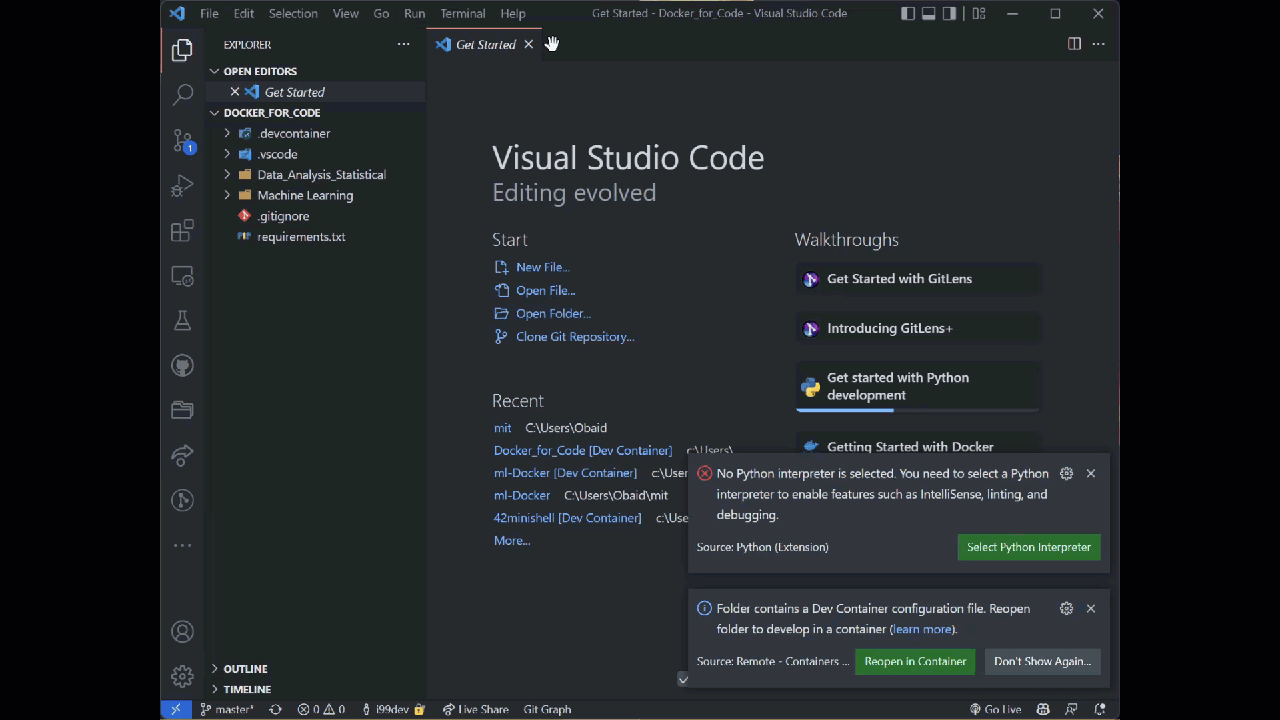 File Edit Selection View Go Run Terminal Help Get Started - Docker_for_Code - Visual Studio Code
EXPLORER
Get Started
OPEN EDITORS
Get Started
DOCKER_FOR_CODE
.devcontainer
.vscode
Data_Analysis_Statistical
Machine Learning
.gitignore
requirements.txt
OUTLINE
TIMELINE
1
Visual Studio Code
Editing evolved
Start
New File...
Open File...
Open Folder...
Clone Git Repository...
Recent
mit C:\Users\Obaid
Docker_for_Code [Dev Container] c:\Users\
ml-Docker [Dev Container] c:\Use
ml-Docker C:\Users\Obaid\mit
42minishell [Dev Container] c:\Use
More...
Walkthroughs
Get Started with GitLens
Introducing GitLens+
Get started with Python
development
Getting Started with Docker
No Python interpreter is selected. You need to select a Python
interpreter to enable features such as IntelliSense, linting, and
debugging.
Source: Python (Extension) Select Python Interpreter
Folder contains a Dev Container configuration file. Reopen
folder to develop in a container (learn more).
Source: Remote - Containers ... Reopen in Container Don't Show Again...
master* 0 0 i99dev Live Share Git Graph Go Live